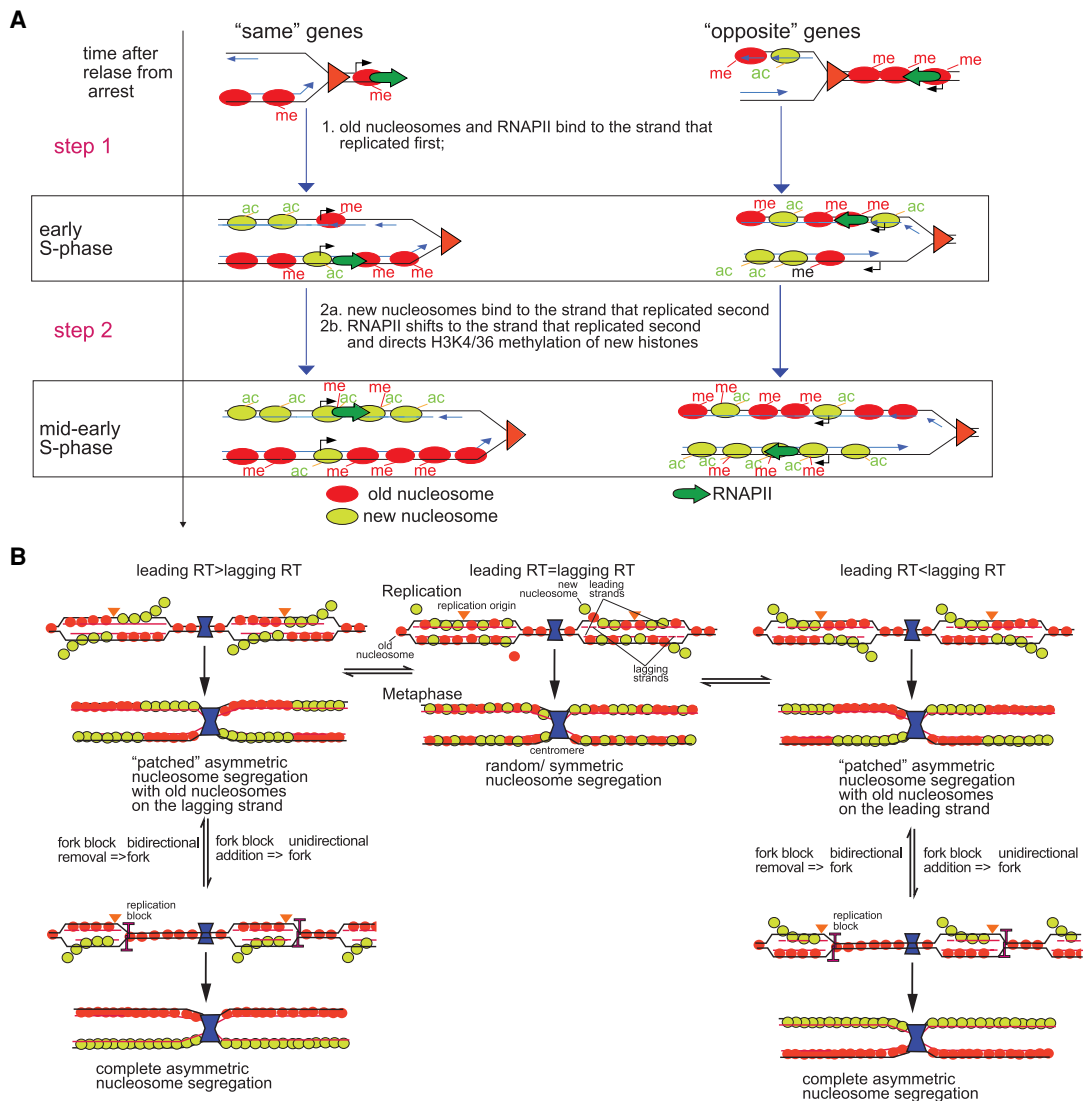 A
time after
relase from
arrest
"same" genes
me
me
"opposite" genes
me
ac
me
me
me
1. old nucleosomes and RNAPII bind to the strand that
replicated first;
step 1
early
S-phase
ac
ac
me
me
ac
me
me
me
ac
me
me
ac
ac
ac
me
step 2
2a. new nucleosomes bind to the strand that replicated second
2b. RNAPII shifts to the strand that replicated second
and directs H3K4/36 methylation of new histones
mid-early
S-phase
ac
ac
me
ac
me
ac
ac
me
ac
me
me
me
me
ac
me
me
ac
ac
ac
me
ac
me
ac
old nucleosome
new nucleosome
RNAPII
B
leading RT>lagging RT
leading RT=lagging RT
leading RT<lagging RT
Replication
replication origin
new
nucleosome
leading
strands
old
nucleosome
lagging
strands
Metaphase
centromere
"patched" asymmetric
nucleosome segregation
with old nucleosomes
on the lagging strand
random/ symmetric
nucleosome segregation
"patched" asymmetric
nucleosome segregation
with old nucleosomes
on the leading strand
fork block bidirectional
removal =>fork
fork block unidirectional
addition => fork
fork block bidirectional
removal => fork
fork block unidirectional
addition => fork
replication
block
replication
block
complete asymmetric
nucleosome segregation
complete asymmetric
nucleosome segregation